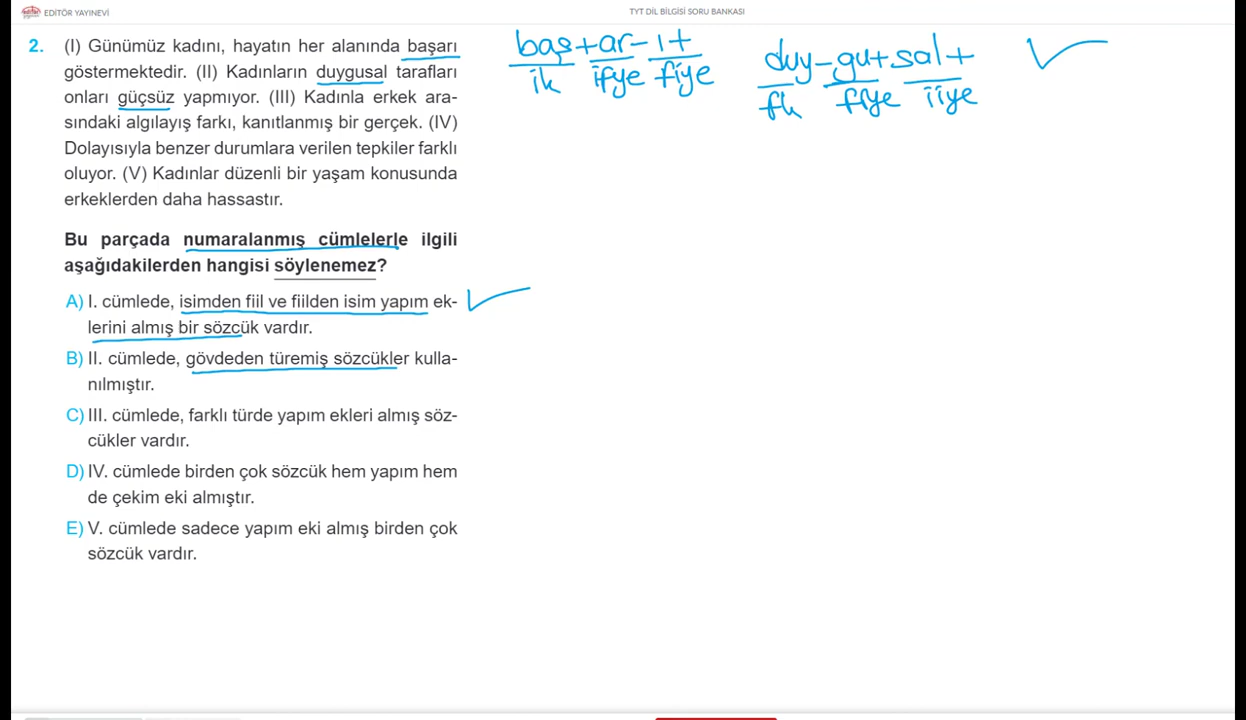 EDİTÖR YAYINEVİ
TYT DİL BİLGİSİ SORU BANKASI
2. (I) Günümüz kadını, hayatın her alanında başarı
göstermektedir. (II) Kadınların duygusal tarafları
onları güçsüz yapmıyor. (III) Kadınla erkek ara-
sındaki algılayış farkı, kanıtlanmış bir gerçek. (IV)
Dolayısıyla benzer durumlara verilen tepkiler farklı
oluyor. (V) Kadınlar düzenli bir yaşam konusunda
erkeklerden daha hassastır.
Bu parçada numaralanmış cümlelerle ilgili
aşağıdakilerden hangisi söylenemez?
A) I. cümlede, isimden fiil ve fiilden isim yapım ek-
lerini almış bir sözcük vardır.
B) II. cümlede, gövdeden türemiş sözcükler kulla-
nılmıştır.
C) III. cümlede, farklı türde yapım ekleri almış söz-
cükler vardır.
D) IV. cümlede birden çok sözcük hem yapım hem
de çekim eki almıştır.
E) V. cümlede sadece yapım eki almış birden çok
sözcük vardır.
baş+ar-ı+
ik ifye fiye
duy-gu+sal+
fk fiye iiye